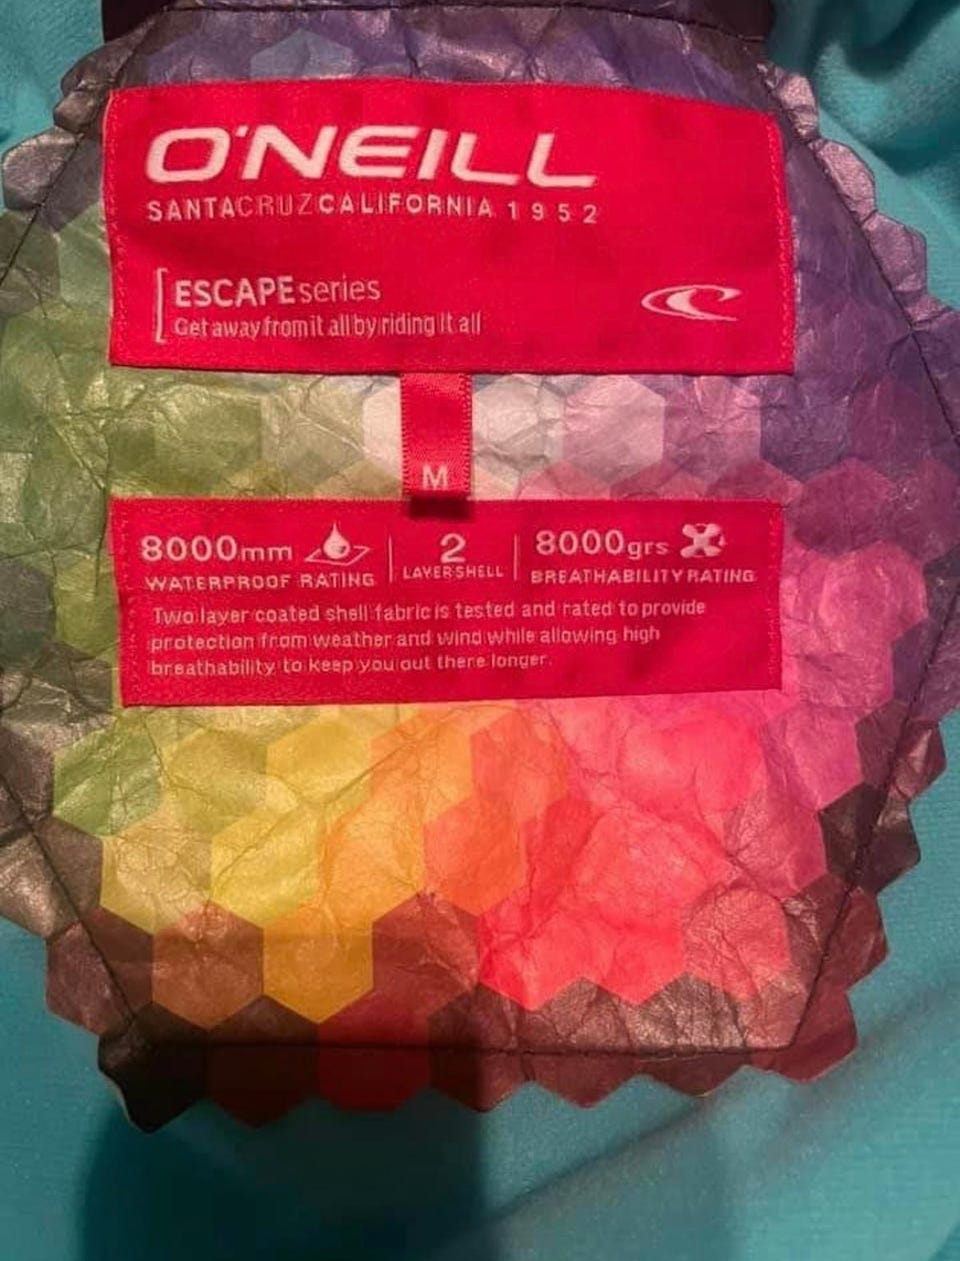 O'NEILL
SANTACRUZCALIFORNIA 1952
ESCAPEseries
Get away from it all by riding it all
M
8000mm
WATERPROOF RATING
2
LAYER SHELL
8000grs
BREATHABILITY RATING
Two layer coated shell fabric is tested and rated to provide
protection from weather and wind while allowing high
breathability to keep you out there longer.